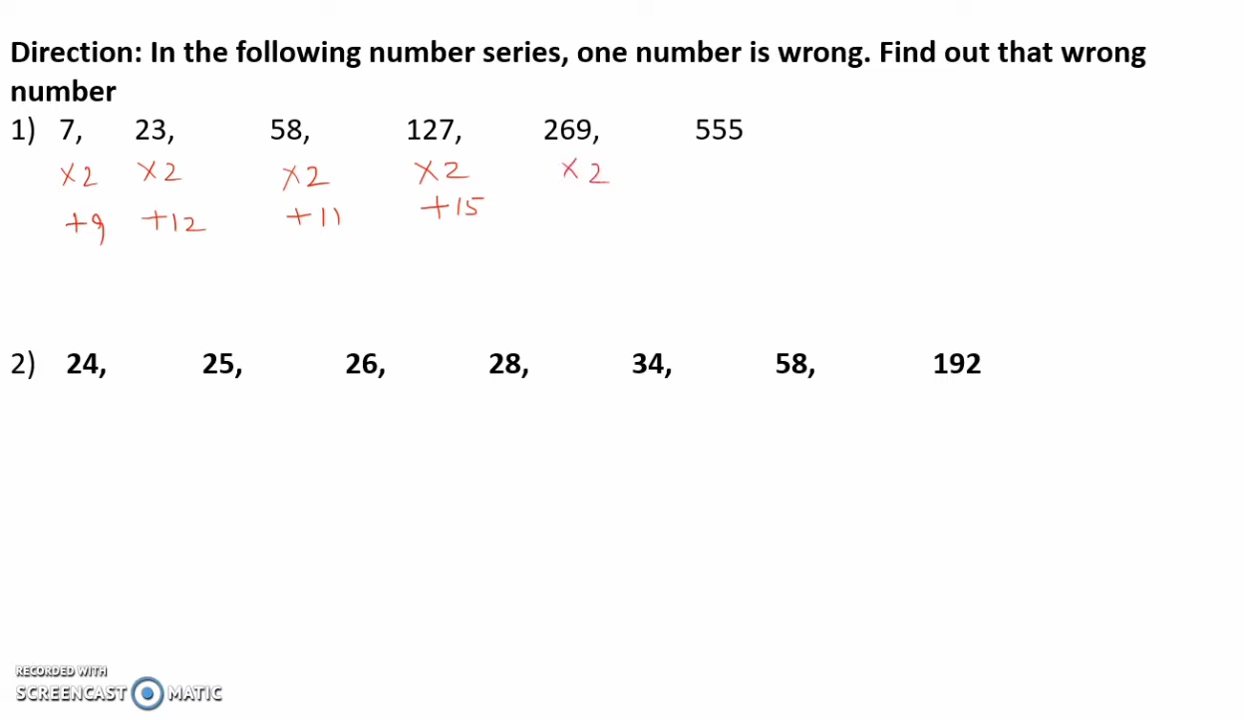 Direction: In the following number series, one number is wrong. Find out that wrong
number
1) 7, 23, 58, 127, 269, 555
×2 ×2 ×2 ×2 ×2
+9 +12 +11 +15
2) 24, 25, 26, 28, 34, 58, 192
RECORDED WITH
SCREENCAST MATIC